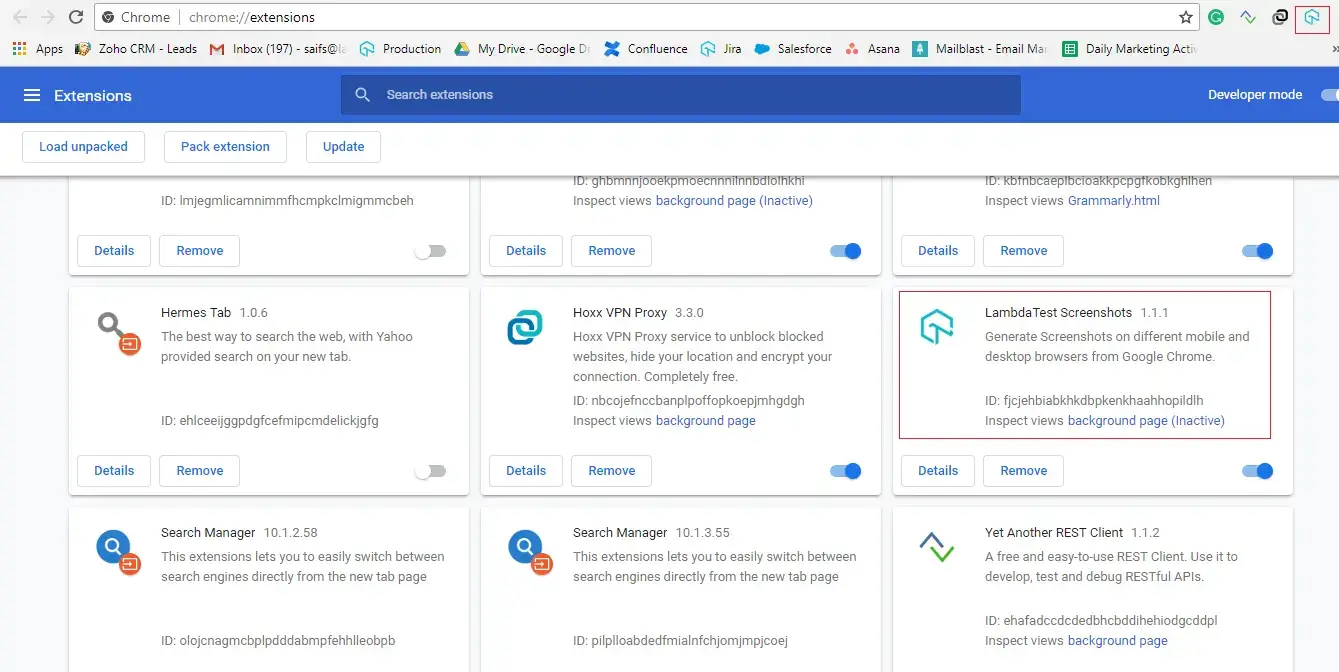 Chrome chrome://extensions
Apps Zoho CRM - Leads Inbox (197) - saifs@la Production My Drive - Google Dr Confluence Jira Salesforce Asana Mailblast - Email Mar Daily Marketing Activ »
Extensions Search extensions Developer mode
Load unpacked Pack extension Update
ID: lmjegmlicamnimmfhcmpkclmigmmcbeh
Details Remove
ID: ghbmnnjooekpmoecnnnilnnbdlolhkhi
Inspect views background page (Inactive)
Details Remove
ID: kbfnbcaeplbcioakkpcpgfkobkghlhen
Inspect views Grammarly.html
Details Remove
Hermes Tab 1.0.6
The best way to search the web, with Yahoo
provided search on your new tab.
ID: ehlceeijggpdgfcefmipcmdelickjgfg
Details Remove
Hoxx VPN Proxy 3.3.0
Hoxx VPN Proxy service to unblock blocked
websites, hide your location and encrypt your
connection. Completely free.
ID: nbcojefnccbanplpoffopkoepjmhgdgh
Inspect views background page
Details Remove
LambdaTest Screenshots 1.1.1
Generate Screenshots on different mobile and
desktop browsers from Google Chrome.
ID: fjcjehbiabkhkdbpkenkhaahhopildlh
Inspect views background page (Inactive)
Details Remove
Search Manager 10.1.2.58
This extensions lets you to easily switch between
search engines directly from the new tab page
ID: olojcnagmcbplpdddabmpfehhlleobpb
Search Manager 10.1.3.55
This extensions lets you to easily switch between
search engines directly from the new tab page
ID: pilplloabdedfmialnfchjomjmpjcoej
Yet Another REST Client 1.1.2
A free and easy-to-use REST Client. Use it to
develop, test and debug RESTful APIs.
ID: ehafadccdcdedbhcbddihehiodgcddpl
Inspect views background page